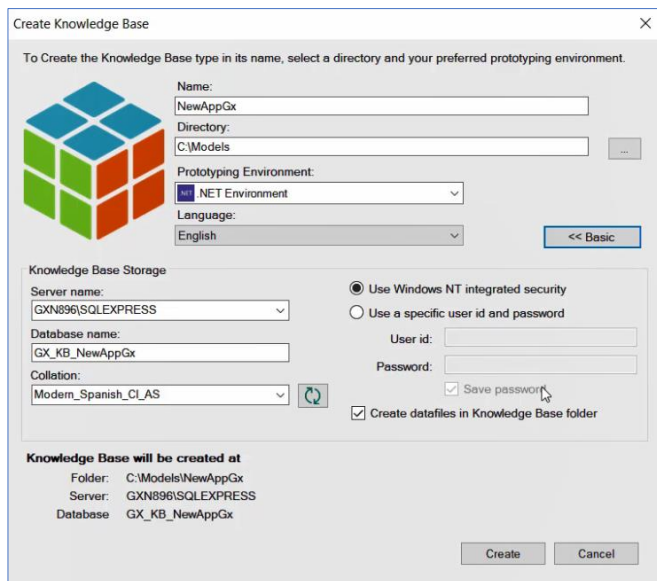 Create Knowledge Base
To Create the Knowledge Base type in its name, select a directory and your preferred prototyping environment.
Name:
NewAppGx
Directory:
C:\Models
...
Prototyping Environment:
.NET .NET Environment
Language:
English
<< Basic
Knowledge Base Storage
Server name:
GXN896\SQLEXPRESS
Database name:
GX_KB_NewAppGx
Collation:
Modern_Spanish_CI_AS
Use Windows NT integrated security
Use a specific user id and password
User id:
Password:
Save password
Create datafiles in Knowledge Base folder
Knowledge Base will be created at
Folder: C:\Models\NewAppGx
Server: GXN896\SQLEXPRESS
Database GX_KB_NewAppGx
Create Cancel